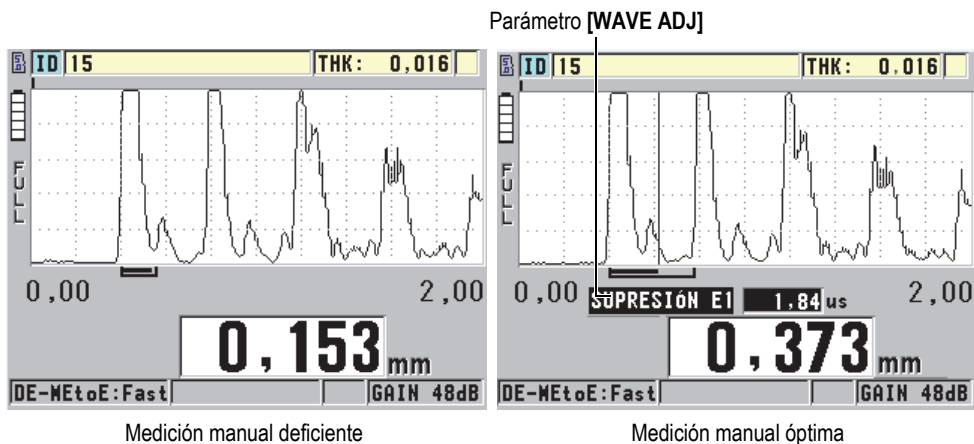 Parámetro [WAVE ADJ]
ID 15 THK: 0,016
FULL
0,00 2,00
0,153 mm
DE-MEtoE:Fast GAIN 48dB
Medición manual deficiente
ID 15 THK: 0.016
FULL
0,00 SUPRESIÓN E1 1,84 us 2,00
0,373 mm
DE-MEtoE:Fast GAIN 48dB
Medición manual óptima